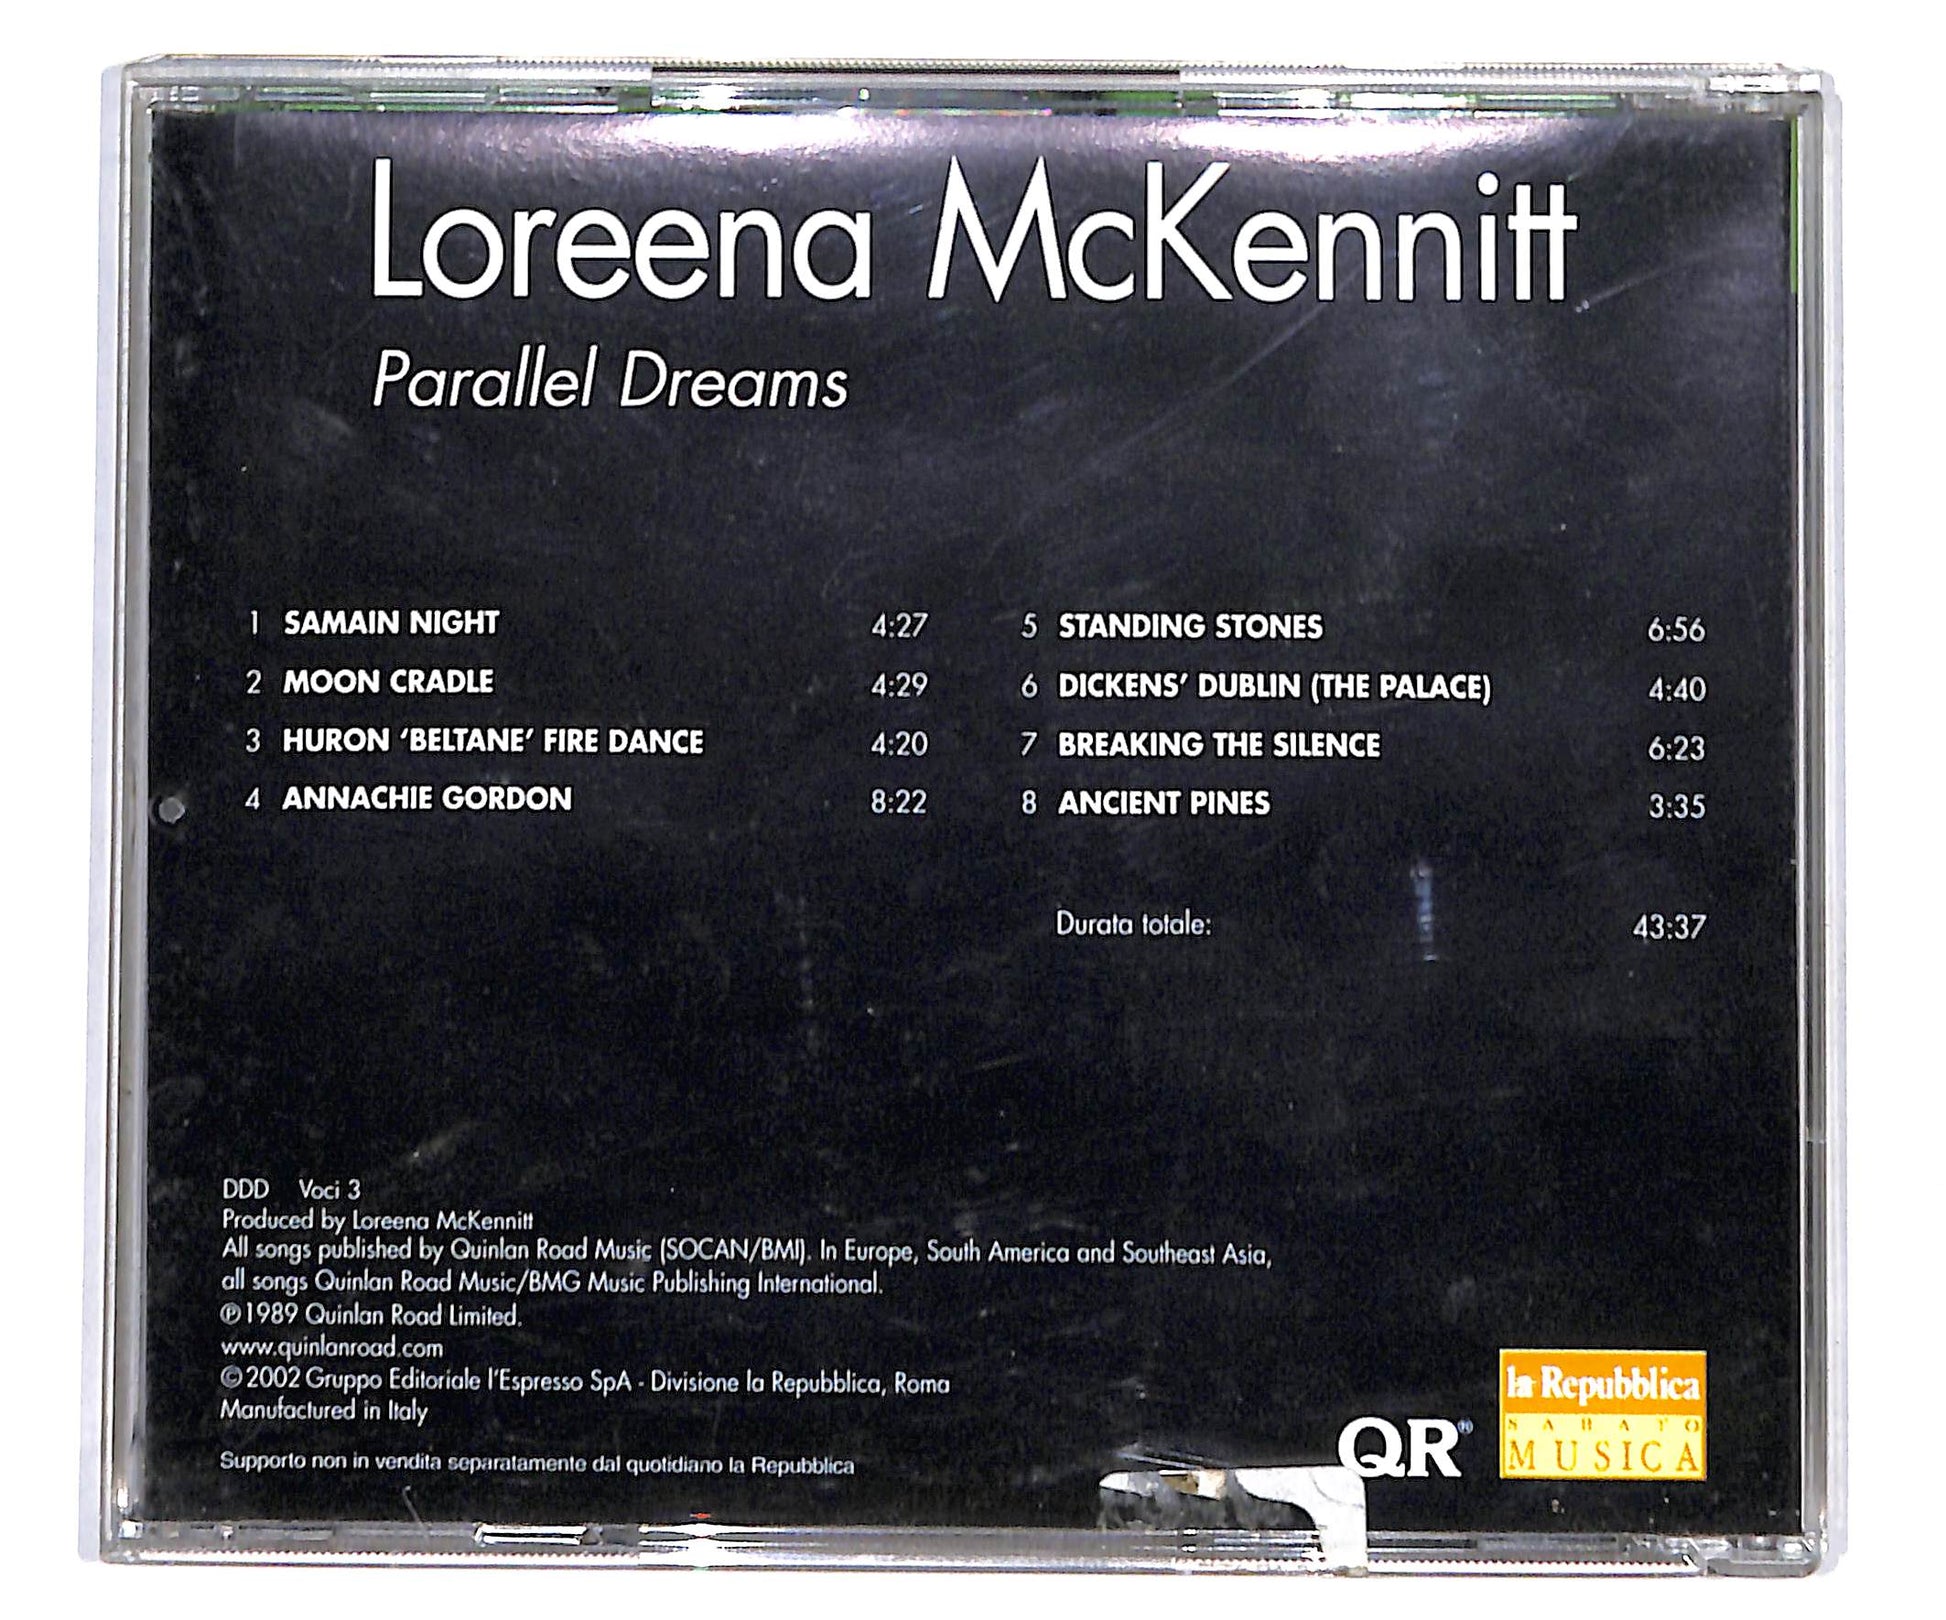 Loreena McKennitt
Parallel Dreams
1 SAMAIN NIGHT 4:27
2 MOON CRADLE 4:29
3 HURON ‘BELTANE’ FIRE DANCE 4:20
4 ANNACHIE GORDON 8:22
5 STANDING STONES 6:56
6 DICKENS’ DUBLIN (THE PALACE) 4:40
7 BREAKING THE SILENCE 6:23
8 ANCIENT PINES 3:35
Durata totale: 43:37
DDD Voci 3
Produced by Loreena McKennitt
All songs published by Quinlan Road Music (SOCAN/BMI). In Europe, South America and Southeast Asia,
all songs Quinlan Road Music/BMG Music Publishing International.
℗1989 Quinlan Road Limited.
www.quinlanroad.com
©2002 Gruppo Editoriale l’Espresso SpA - Divisione la Repubblica, Roma
Manufactured in Italy
Supporto non in vendita separatamente dal quotidiano la Repubblica
QR®
la Repubblica
SABATO
MUSICA